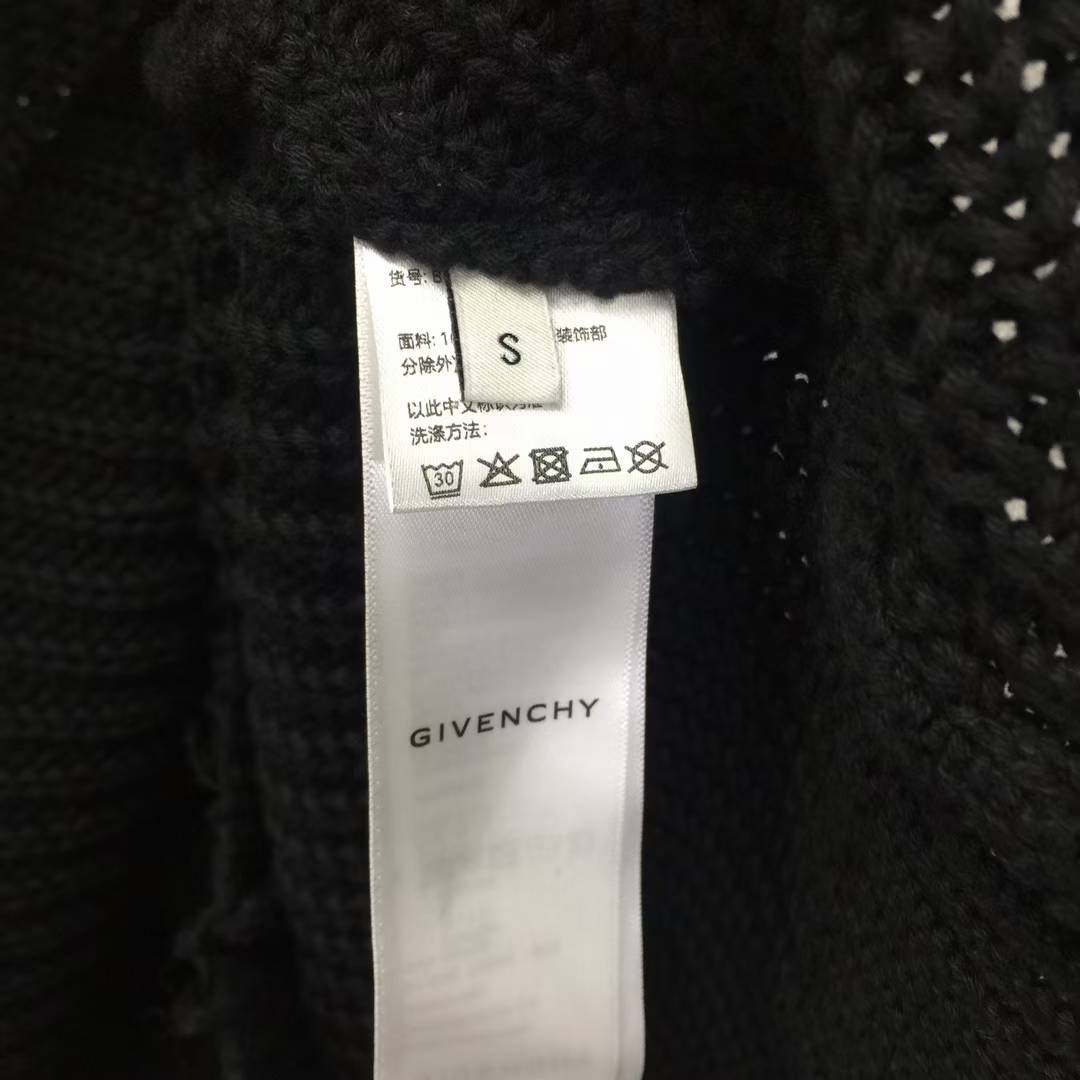 货号: B
S
面料: 10 装饰部
分除外
以此中文标识为准
洗涤方法:
30
GIVENCHY